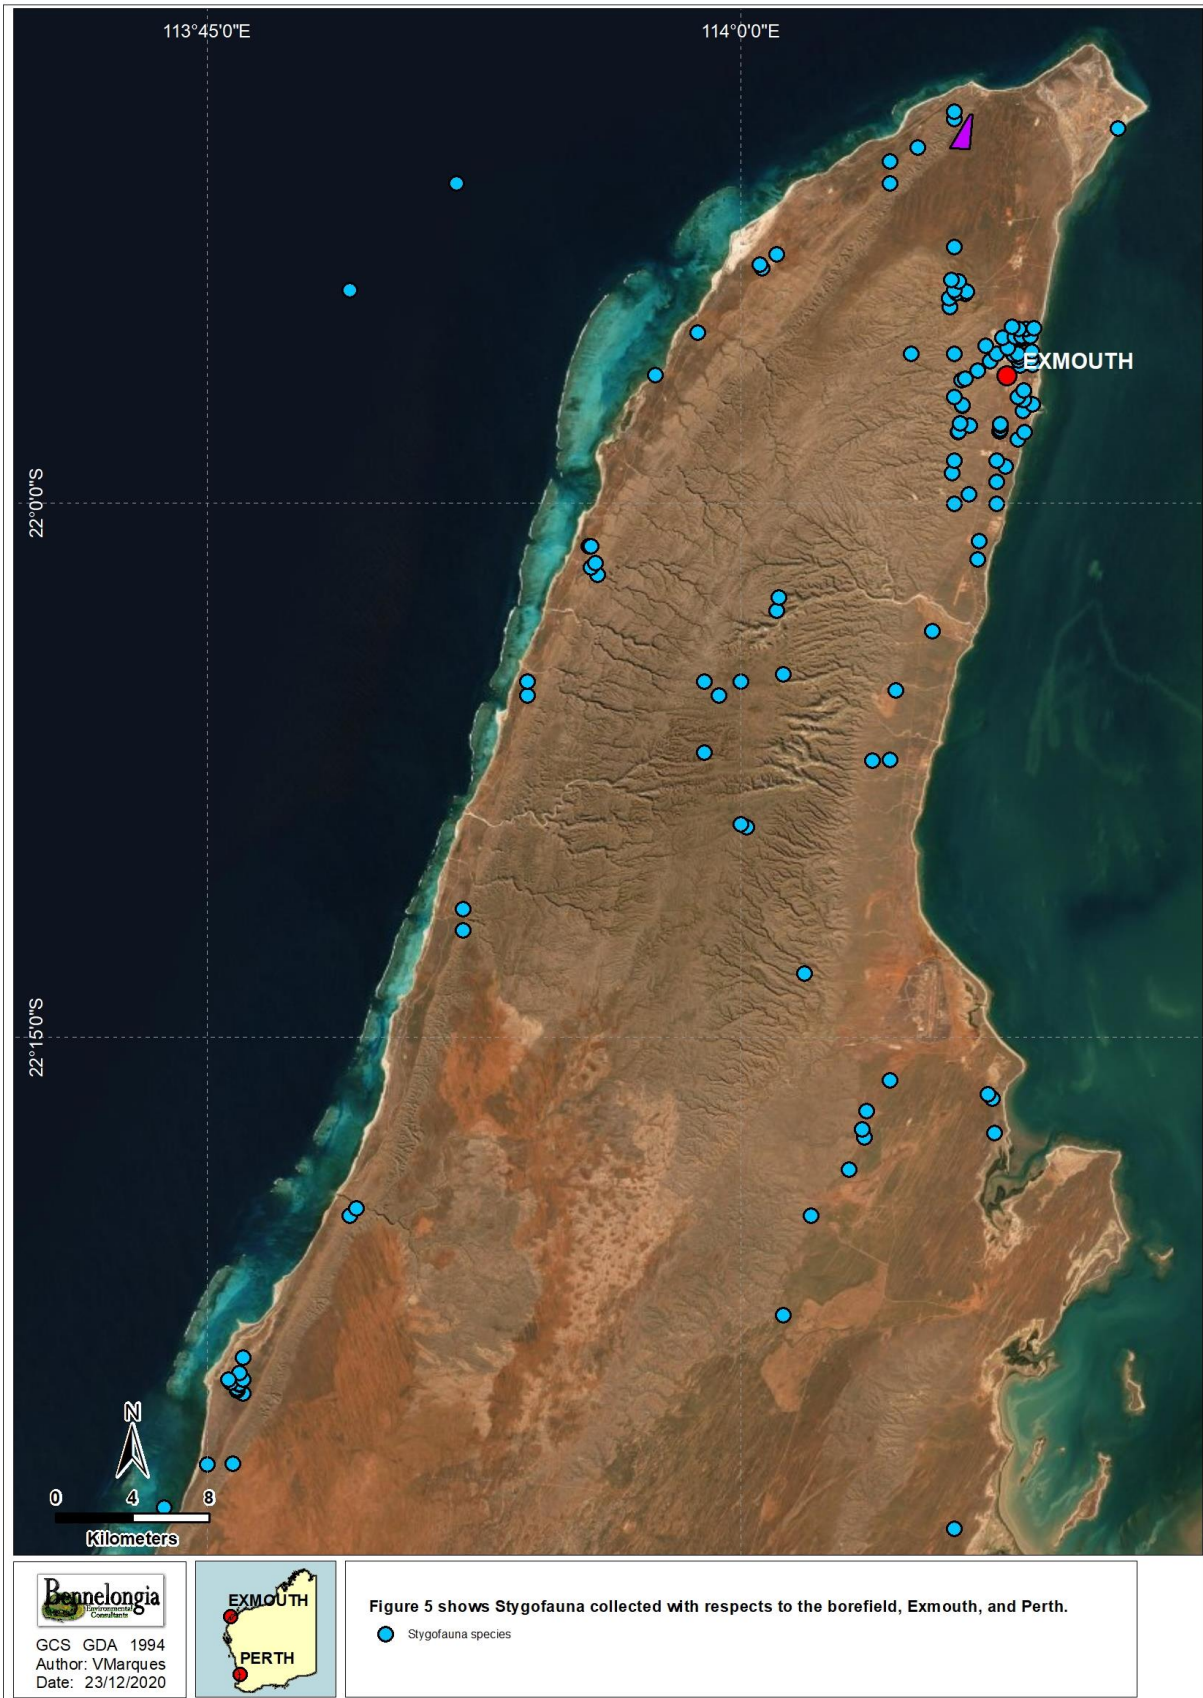 113°45'0"E
114°0'0"E
EXMOUTH
22°0'0"S
22°15'0"S
N
0 4 8
Kilometers
Bennelongia
Environmental
Consultants
GCS GDA 1994
Author: VMarques
Date: 23/12/2020
EXMOUTH
PERTH
Figure 5 shows Stygofauna collected with respects to the borefield, Exmouth, and Perth.
Stygofauna species